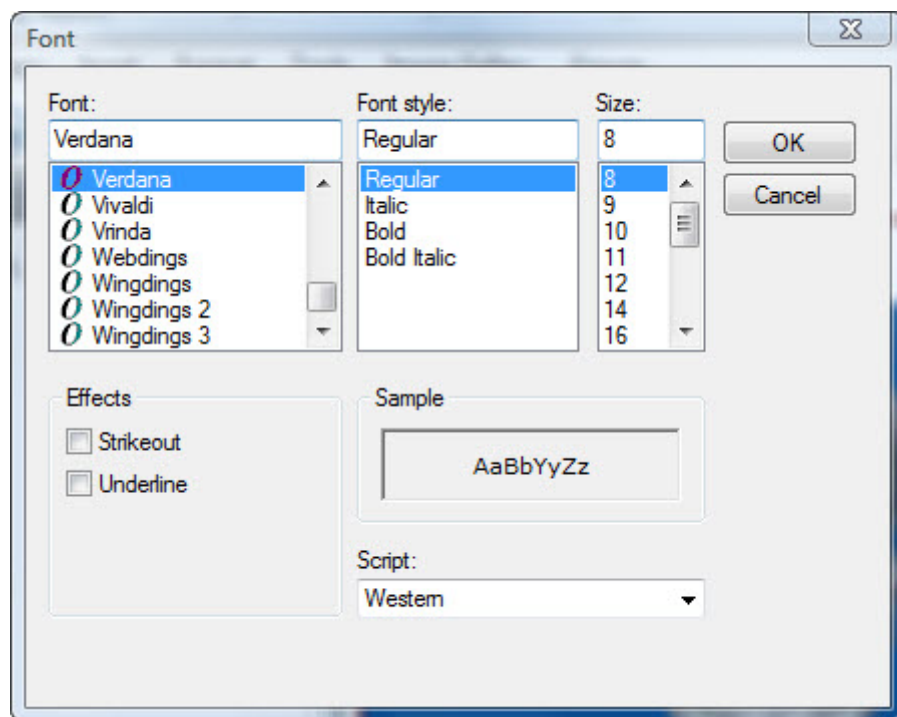 Font
Font:
Verdana
Verdana
Vivaldi
Vrinda
Webdings
Wingdings
Wingdings 2
Wingdings 3
Font style:
Regular
Regular
Italic
Bold
Bold Italic
Size:
8
8
9
10
11
12
14
16
OK
Cancel
Effects
Strikeout
Underline
Sample
AaBbYyZz
Script:
Western